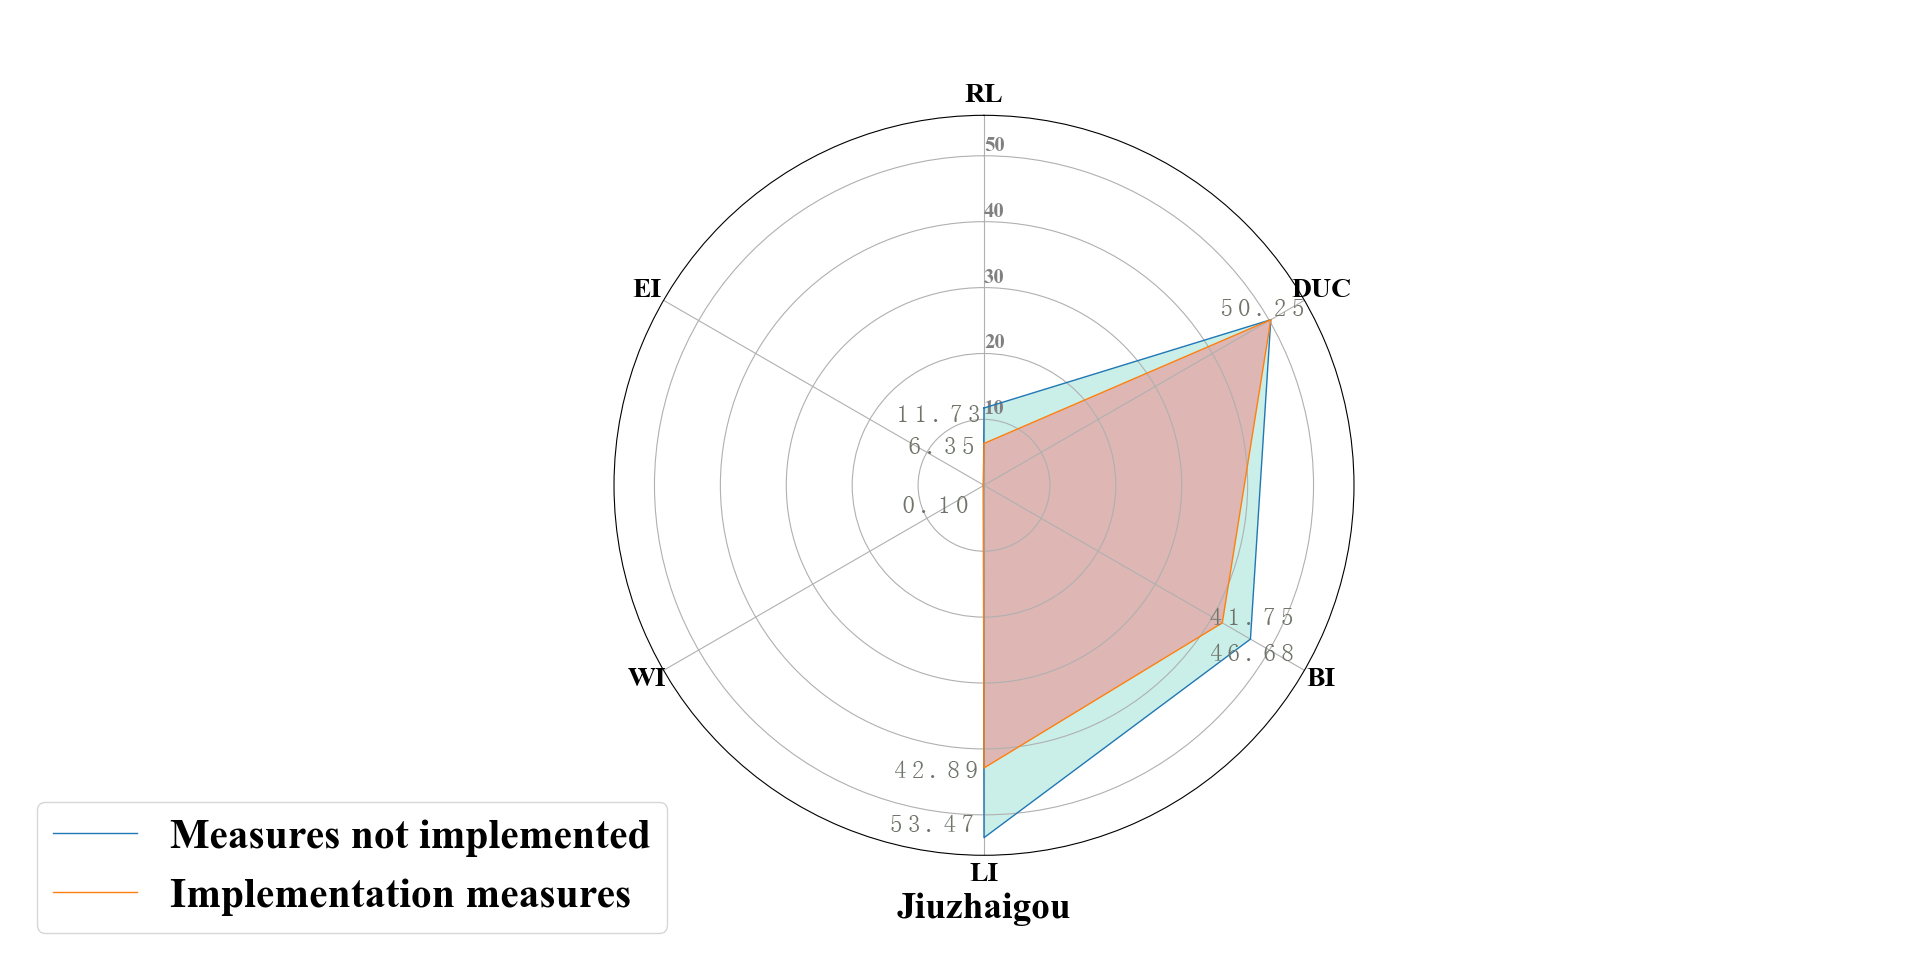 RL
50
40
30
EI
DUC
50.25
20
10
11.73
6.35
0.10
41.75
46.68
WI
BI
42.89
53.47
LI
Jiuzhaigou
Measures not implemented
Implementation measures